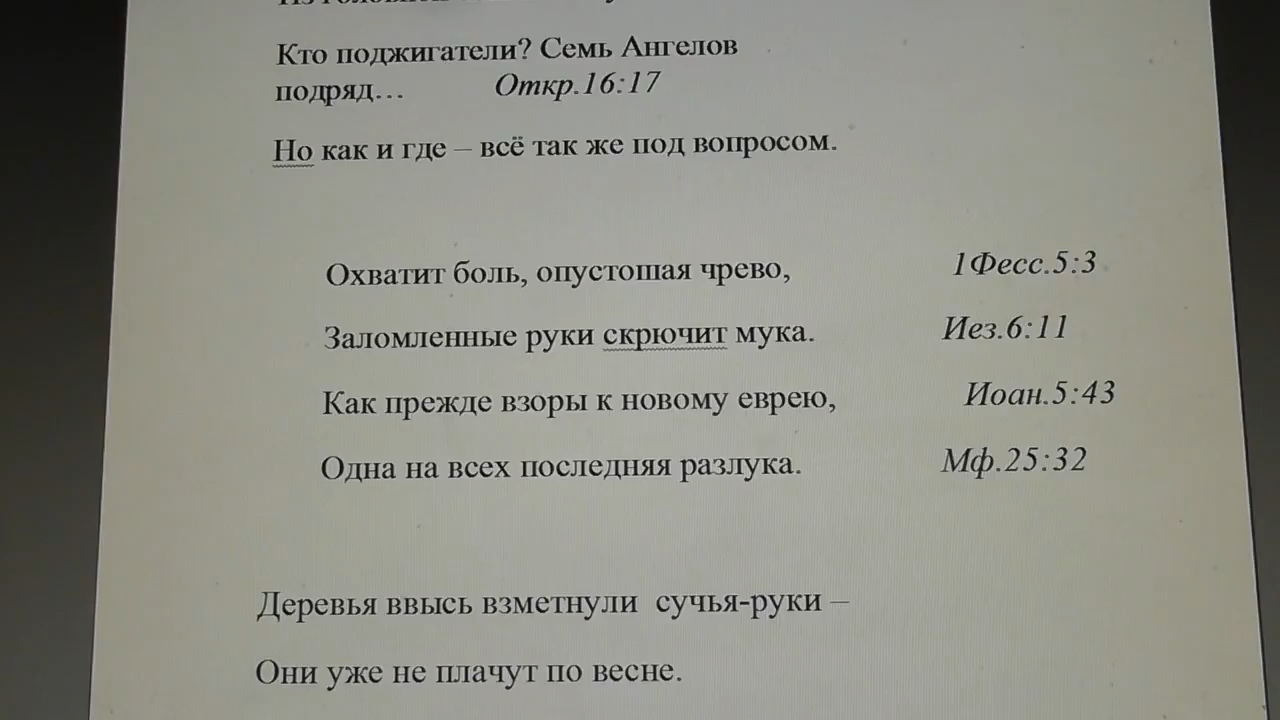 Кто поджигатели? Семь Ангелов
подряд... Откр.16:17
Но как и где – всё так же под вопросом.
Охватит боль, опустошая чрево, 1Фесс.5:3
Заломленные руки скрючит мука. Иез.6:11
Как прежде взоры к новому еврею, Иоан.5:43
Одна на всех последняя разлука. Мф.25:32
Деревья ввысь взметнули сучья-руки –
Они уже не плачут по весне.